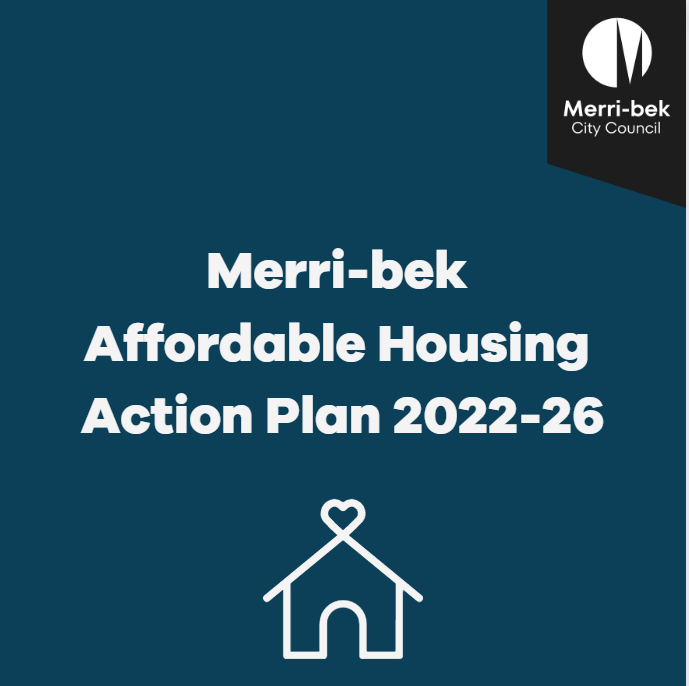 Merri-bek
City Council
Merri-bek
Affordable Housing
Action Plan 2022-26